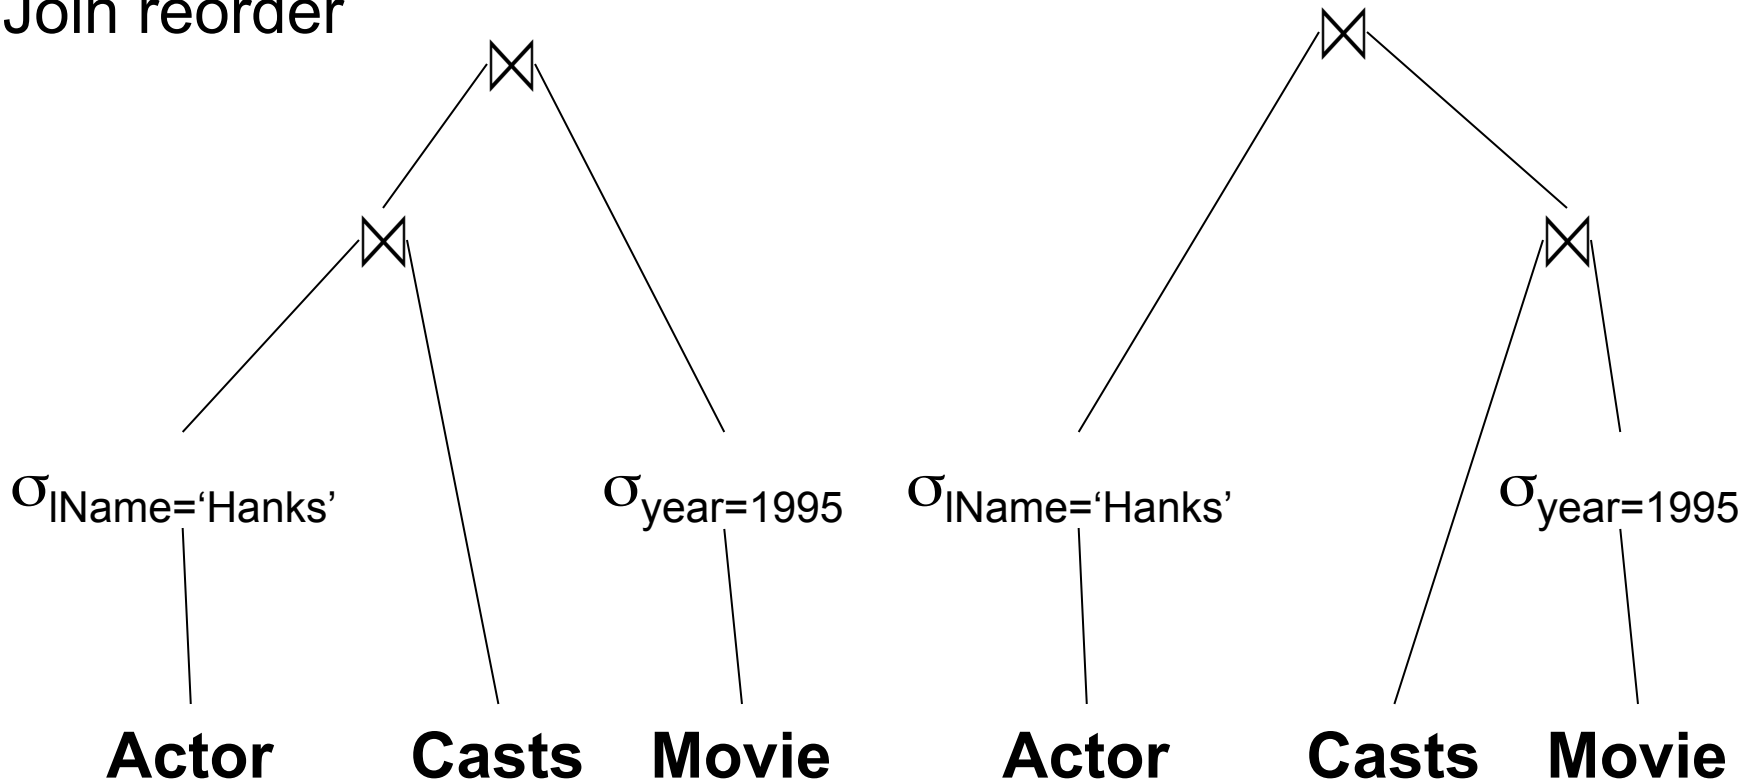 Join reorder
⋈ ⋈
⋈ ⋈
σlName=‘Hanks’ σyear=1995 σlName=‘Hanks’ σyear=1995
Actor Casts Movie Actor Casts Movie